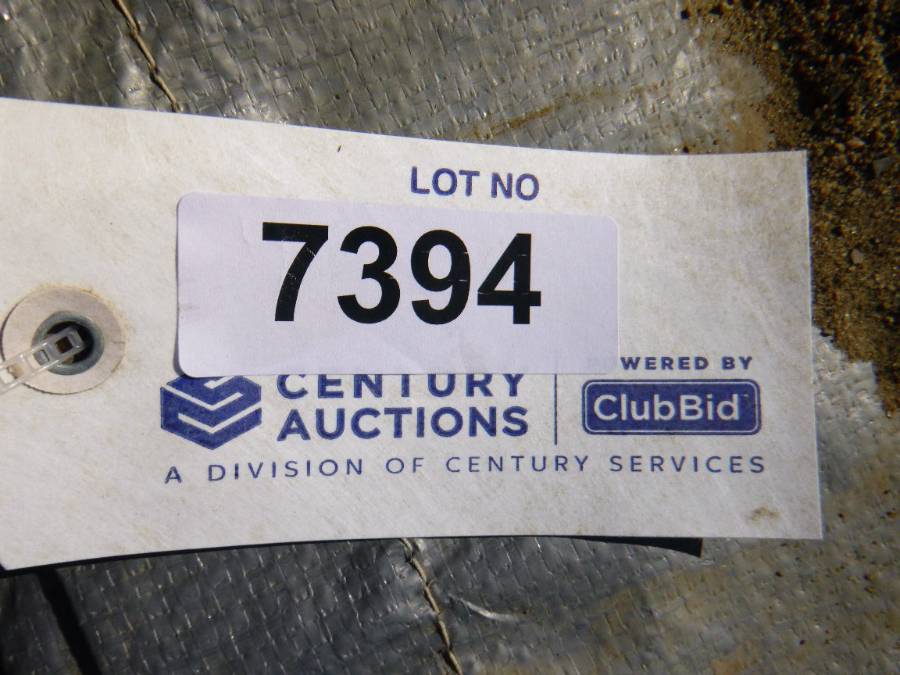 LOT NO
7394
CENTURY
AUCTIONS
WERED BY
ClubBid
A DIVISION OF CENTURY SERVICES